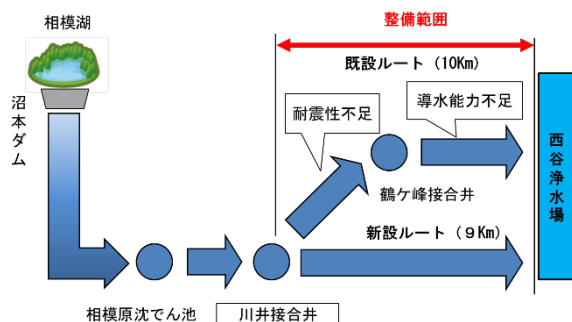 相模湖
沼本ダム
整備範囲
既設ルート（10Km）
耐震性不足
導水能力不足
鶴ケ峰接合井
新設ルート（９Km）
西谷浄水場
相模原沈でん池
川井接合井